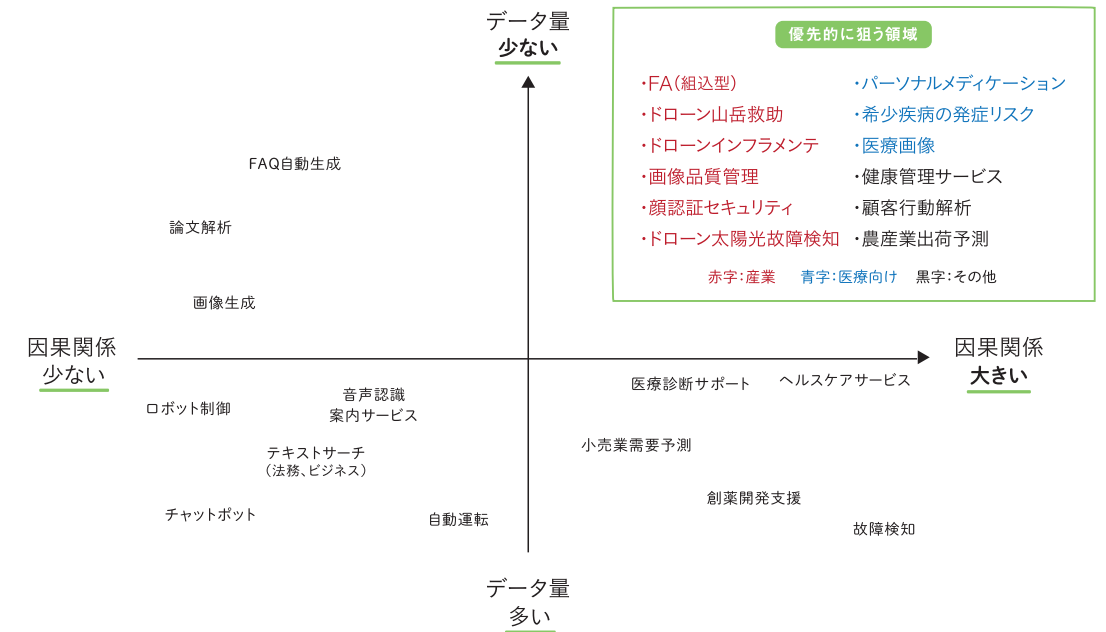 データ量
少ない
優先的に狙う領域
・FA(組込型)
・ドローン山岳救助
・ドローンインフラメンテ
・画像品質管理
・顔認証セキュリティ
・ドローン太陽光故障検知
・パーソナルメディケーション
・希少疾病の発症リスク
・医療画像
・健康管理サービス
・顧客行動解析
・農産業出荷予測
赤字:産業 青字:医療向け 黒字:その他
FAQ自動生成
論文解析
画像生成
因果関係
少ない
因果関係
大きい
ロボット制御
音声認識
案内サービス
テキストサーチ
(法務、ビジネス)
チャットポット
自動運転
医療診断サポート
ヘルスケアサービス
小売業需要予測
創薬開発支援
故障検知
データ量
多い